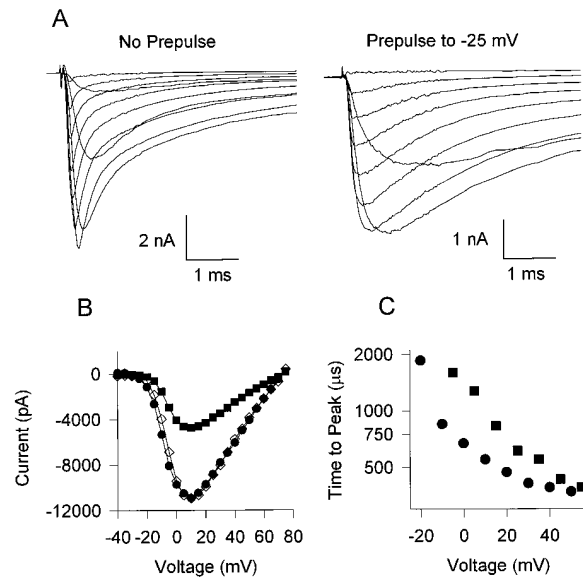 A
No Prepulse
Prepulse to -25 mV
2 nA
1 ms
1 nA
1 ms
B
C
Current (pA)
0
-4000
-8000
-12000
-40 -20 0 20 40 60 80
Voltage (mV)
Time to Peak (µs)
2000
1000
750
500
-20 0 20 40
Voltage (mV)